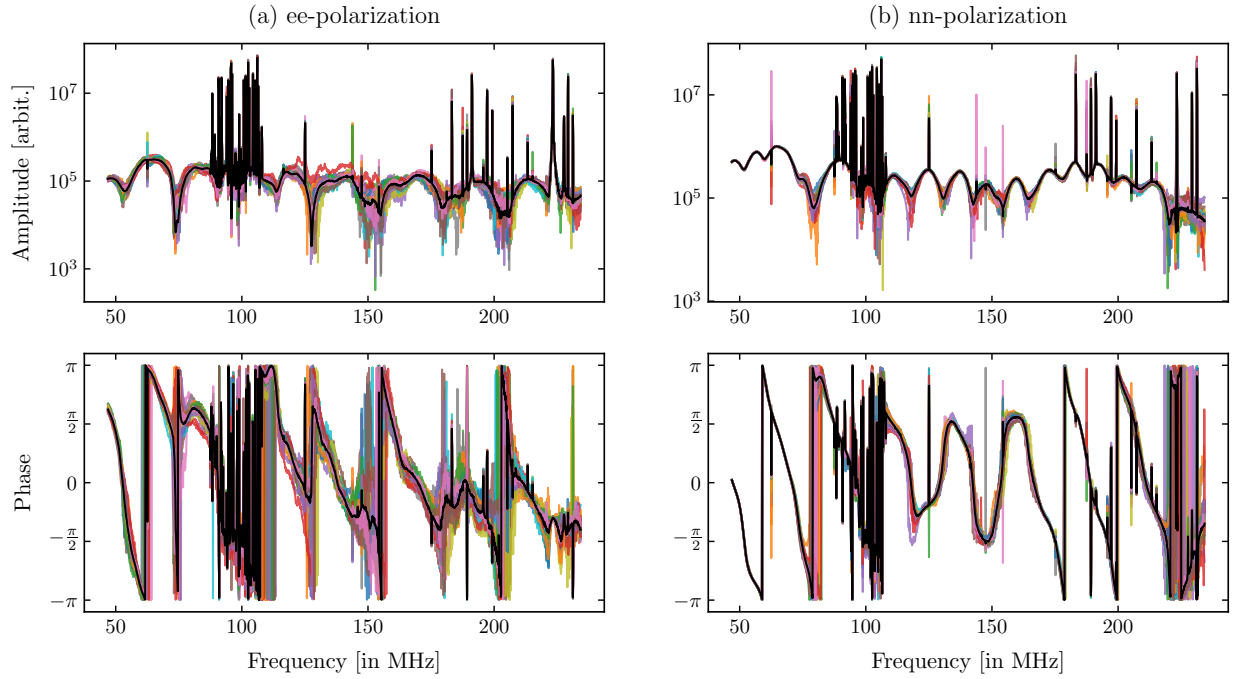 (a) ee-polarization
(b) nn-polarization
Amplitude [arbit.]
10^7
10^5
10^3
50 100 150 200
10^7
10^5
10^3
50 100 150 200
Phase
π
π/2
0
−π/2
−π
50 100 150 200
Frequency [in MHz]
π
π/2
0
−π/2
−π
50 100 150 200
Frequency [in MHz]